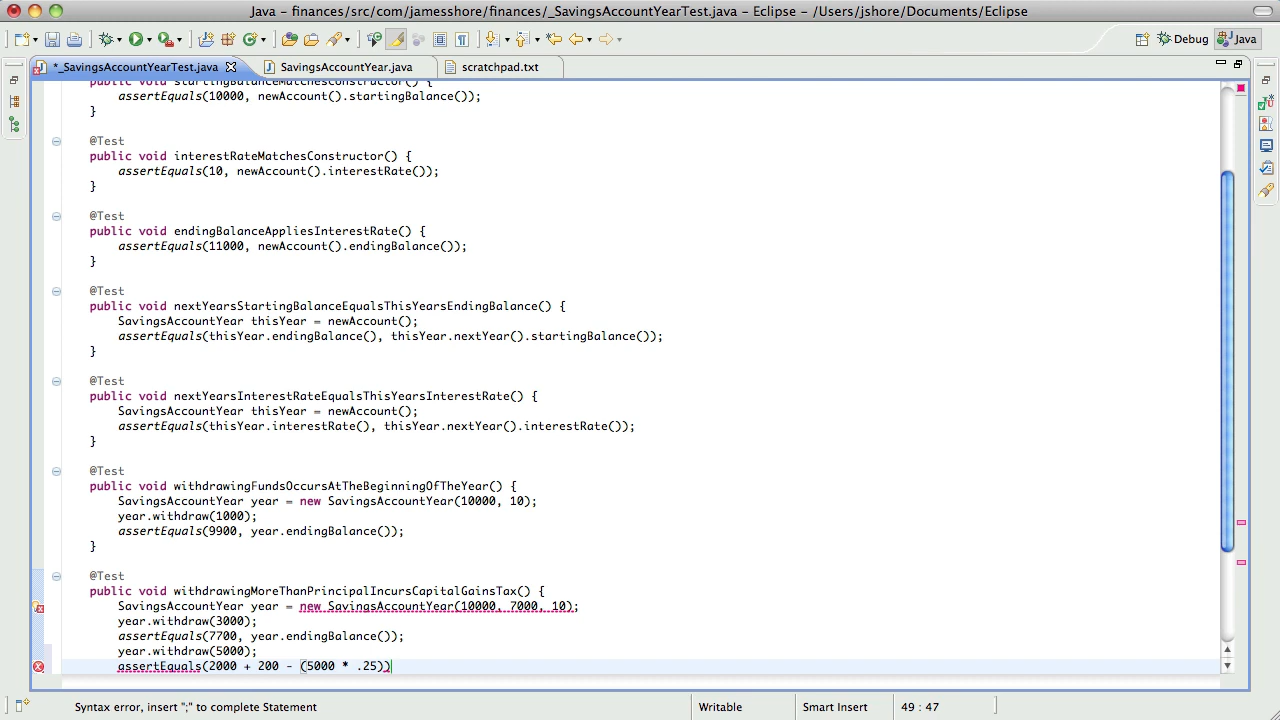 Java – finances/src/com/jamesshore/finances/_SavingsAccountYearTest.java – Eclipse – /Users/jshore/Documents/Eclipse
Debug Java
*_SavingsAccountYearTest.java SavingsAccountYear.java scratchpad.txt
public void startingBalanceMatchesConstructor() {
assertEquals(10000, newAccount().startingBalance());
}
@Test
public void interestRateMatchesConstructor() {
assertEquals(10, newAccount().interestRate());
}
@Test
public void endingBalanceAppliesInterestRate() {
assertEquals(11000, newAccount().endingBalance());
}
@Test
public void nextYearsStartingBalanceEqualsThisYearsEndingBalance() {
SavingsAccountYear thisYear = newAccount();
assertEquals(thisYear.endingBalance(), thisYear.nextYear().startingBalance());
}
@Test
public void nextYearsInterestRateEqualsThisYearsInterestRate() {
SavingsAccountYear thisYear = newAccount();
assertEquals(thisYear.interestRate(), thisYear.nextYear().interestRate());
}
@Test
public void withdrawingFundsOccursAtTheBeginningOfTheYear() {
SavingsAccountYear year = new SavingsAccountYear(10000, 10);
year.withdraw(1000);
assertEquals(9900, year.endingBalance());
}
@Test
public void withdrawingMoreThanPrincipalIncursCapitalGainsTax() {
SavingsAccountYear year = new SavingsAccountYear(10000, 7000, 10);
year.withdraw(3000);
assertEquals(7700, year.endingBalance());
year.withdraw(5000);
assertEquals(2000 + 200 - (5000 * .25))
Syntax error, insert ";" to complete Statement Writable Smart Insert 49 : 47